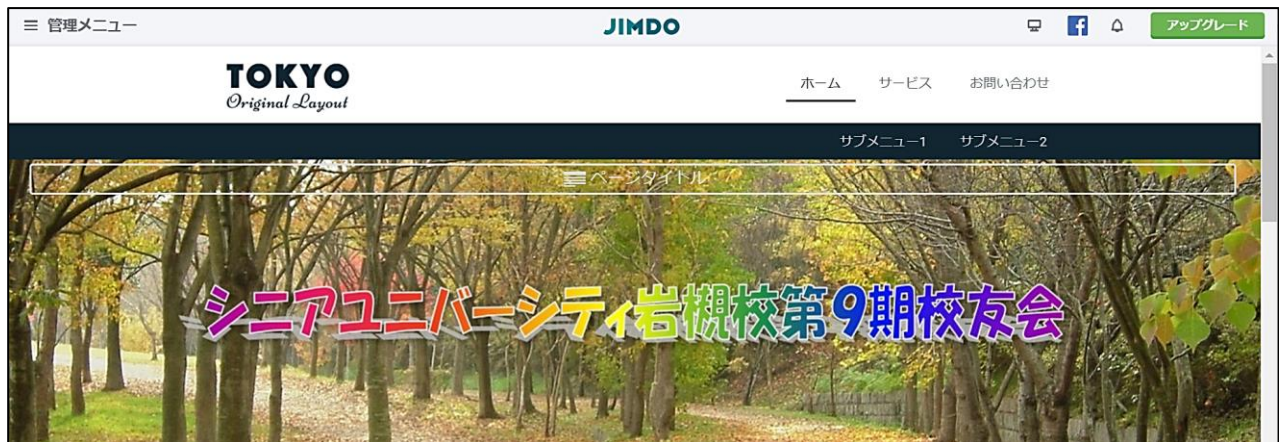 管理メニュー
JIMDO
アップグレード
TOKYO
Original Layout
ホーム
サービス
お問い合わせ
サブメニュー1
サブメニュー2
ページタイトル
シニアユニバーシティ岩槻校第9期校友会